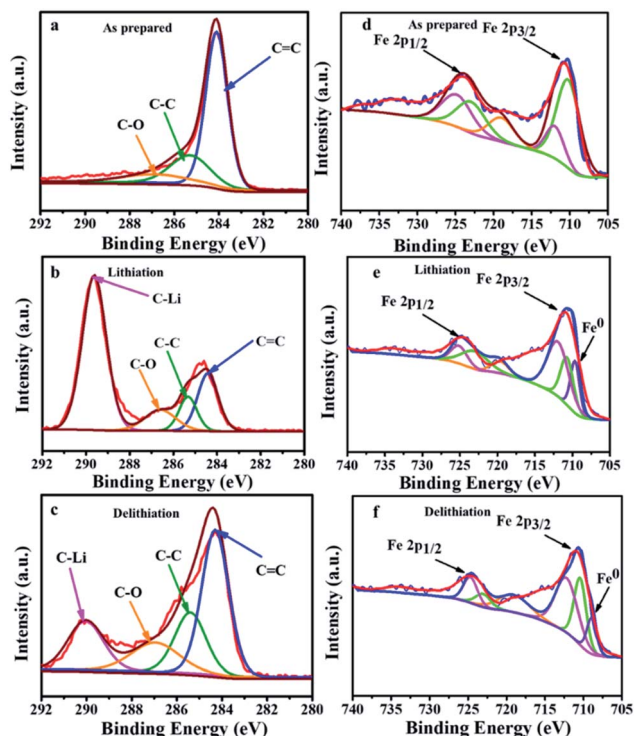 a
As prepared
C=C
C-C
C-O
Intensity (a.u.)
292 290 288 286 284 282 280
Binding Energy (eV)
d
As prepared
Fe 2p3/2
Fe 2p1/2
Intensity (a.u.)
740 735 730 725 720 715 710 705
Binding Energy (eV)
b
Lithiation
C-Li
C-C
C=C
C-O
Intensity (a.u.)
292 290 288 286 284 282 280
Binding Energy (eV)
e
Lithiation
Fe 2p3/2
Fe 2p1/2
Fe0
Intensity (a.u.)
740 735 730 725 720 715 710 705
Binding Energy (eV)
c
Delithiation
C-C
C-Li
C=C
C-O
Intensity (a.u.)
292 290 288 286 284 282 280
Binding Energy (eV)
f
Delithiation
Fe 2p3/2
Fe 2p1/2
Fe0
Intensity (a.u.)
740 735 730 725 720 715 710 705
Binding Energy (eV)